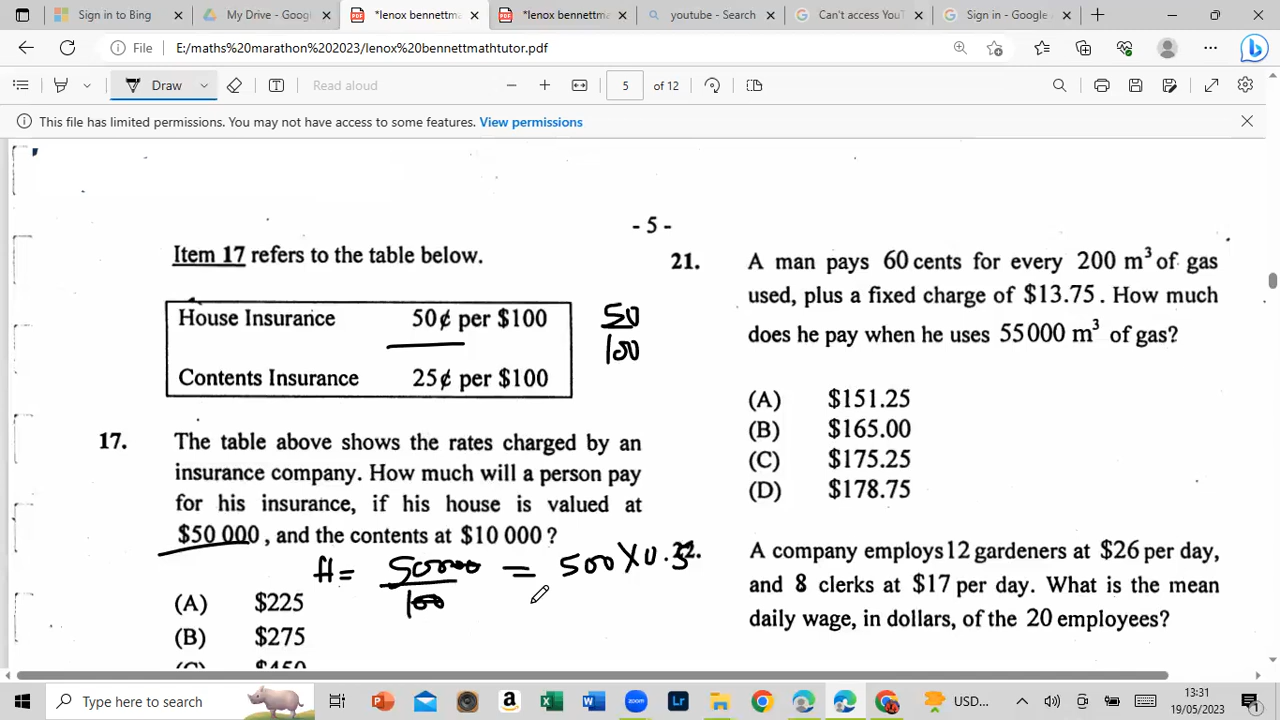 Sign in to Bing
My Drive - Google
lenox bennettm
lenox bennettm
youtube - Search
Can't access YouT
Sign in - Google
File
E:/maths%20marathon%202023/lenox%20bennettmathtutor.pdf
Draw
Read aloud
5
of 12
This file has limited permissions. You may not have access to some features. View permissions
- 5 -
Item 17 refers to the table below.
House Insurance 50¢ per $100
50
100
Contents Insurance 25¢ per $100
17. The table above shows the rates charged by an
insurance company. How much will a person pay
for his insurance, if his house is valued at
$50 000, and the contents at $10 000?
H = 50000 = 500 X 0.5
100
(A) $225
(B) $275
(C) $450
21. A man pays 60 cents for every 200 m³ of gas
used, plus a fixed charge of $13.75. How much
does he pay when he uses 55 000 m³ of gas?
(A) $151.25
(B) $165.00
(C) $175.25
(D) $178.75
22. A company employs 12 gardeners at $26 per day,
and 8 clerks at $17 per day. What is the mean
daily wage, in dollars, of the 20 employees?
Type here to search
zoom
Lr
USD...
13:31
19/05/2023